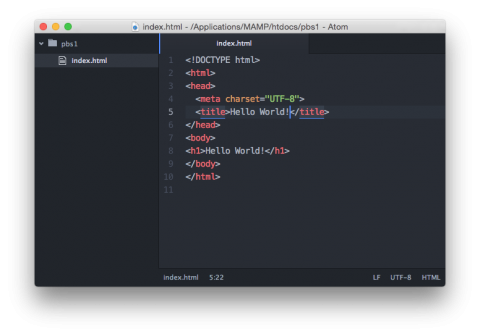 index.html - /Applications/MAMP/htdocs/pbs1 - Atom
pbs1
index.html
index.html
1 <!DOCTYPE html>
2 <html>
3 <head>
4 <meta charset="UTF-8">
5 <title>Hello World!</title>
6 </head>
7 <body>
8 <h1>Hello World!</h1>
9 </body>
10 </html>
11
index.html 5:22 LF UTF-8 HTML